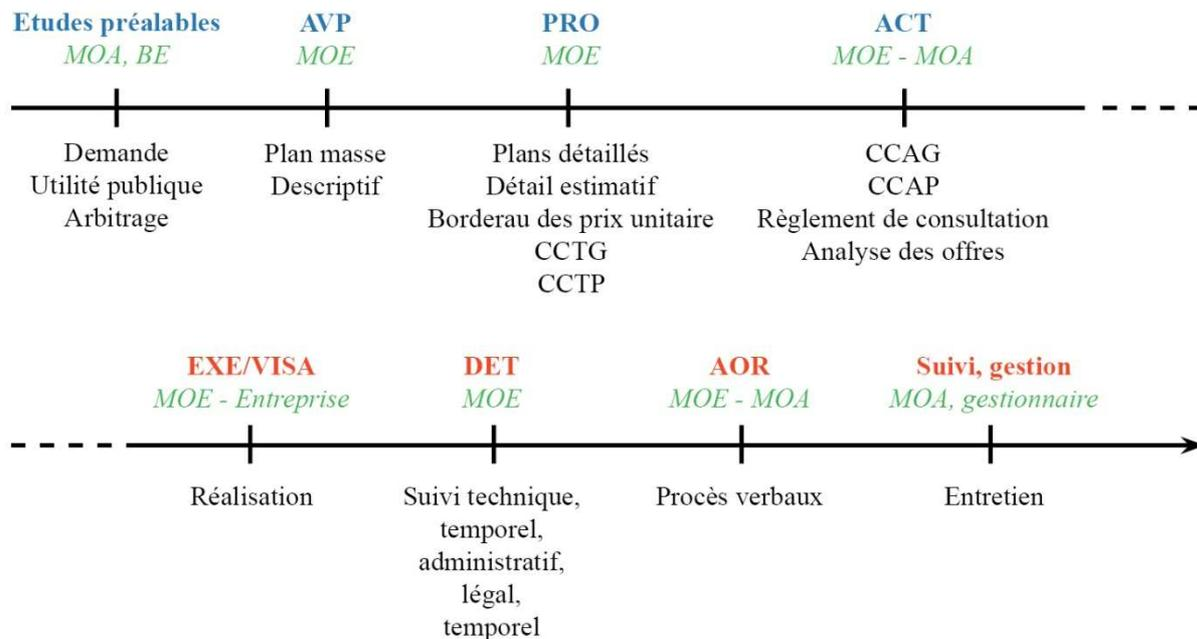 Etudes préalables
MOA, BE
AVP
MOE
PRO
MOE
ACT
MOE - MOA
Demande
Utilité publique
Arbitrage
Plan masse
Descriptif
Plans détaillés
Détail estimatif
Borderau des prix unitaire
CCTG
CCTP
CCAG
CCAP
Règlement de consultation
Analyse des offres
EXE/VISA
MOE - Entreprise
DET
MOE
AOR
MOE - MOA
Suivi, gestion
MOA, gestionnaire
Réalisation
Suivi technique,
temporel,
administratif,
légal,
temporel
Procès verbaux
Entretien